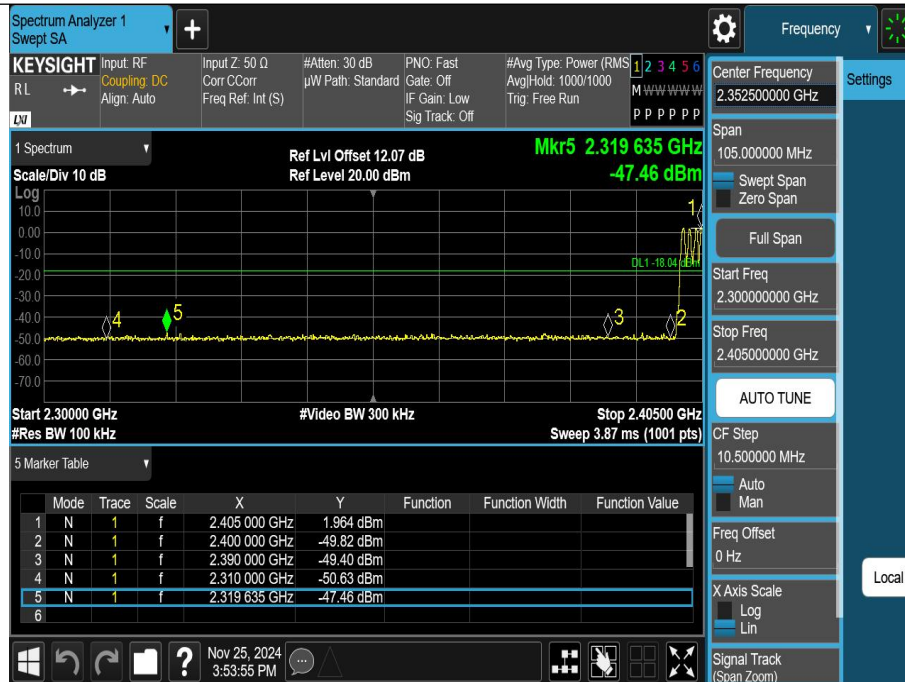 Spectrum Analyzer 1
Swept SA
+
Frequency
KEYSIGHT
R L
LXI
Input: RF
Coupling: DC
Align: Auto
Input Z: 50 Ω
Corr CCorr
Freq Ref: Int (S)
#Atten: 30 dB
µW Path: Standard
PNO: Fast
Gate: Off
IF Gain: Low
Sig Track: Off
#Avg Type: Power (RMS
Avg|Hold: 1000/1000
Trig: Free Run
1 2 3 4 5 6
M W W W W W
P P P P P P
1 Spectrum
Scale/Div 10 dB
Ref Lvl Offset 12.07 dB
Ref Level 20.00 dBm
Mkr5 2.319 635 GHz
-47.46 dBm
Log
10.0
0.00
-10.0
-20.0
-30.0
-40.0
-50.0
-60.0
-70.0
1
DL1 -18.04 dBm
4
5
3
2
Start 2.30000 GHz
#Res BW 100 kHz
#Video BW 300 kHz
Stop 2.40500 GHz
Sweep 3.87 ms (1001 pts)
5 Marker Table
Mode Trace Scale X Y Function Function Width Function Value
1 N 1 f 2.405 000 GHz 1.964 dBm
2 N 1 f 2.400 000 GHz -49.82 dBm
3 N 1 f 2.390 000 GHz -49.40 dBm
4 N 1 f 2.310 000 GHz -50.63 dBm
5 N 1 f 2.319 635 GHz -47.46 dBm
6
?
Nov 25, 2024
3:53:55 PM
Center Frequency
2.352500000 GHz
Span
105.000000 MHz
Swept Span
Zero Span
Full Span
Start Freq
2.300000000 GHz
Stop Freq
2.405000000 GHz
AUTO TUNE
CF Step
10.500000 MHz
Auto
Man
Freq Offset
0 Hz
X Axis Scale
Log
Lin
Signal Track
(Span Zoom)
Settings
Local